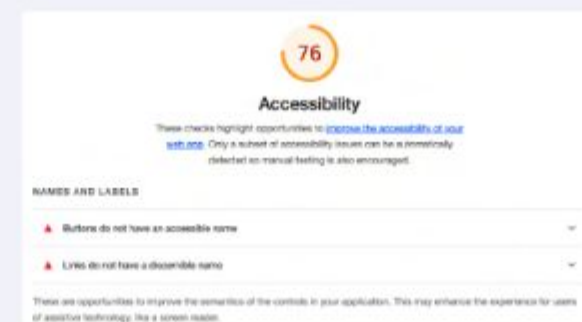 76
Accessibility
These checks highlight opportunities to improve the accessibility of your
web app. Only a subset of accessibility issues can be automatically
detected so manual testing is also encouraged.
NAMES AND LABELS
Buttons do not have an accessible name
Links do not have a discernible name
These are opportunities to improve the semantics of the controls in your application. This may enhance the experience for users
of assistive technology, like a screen reader.